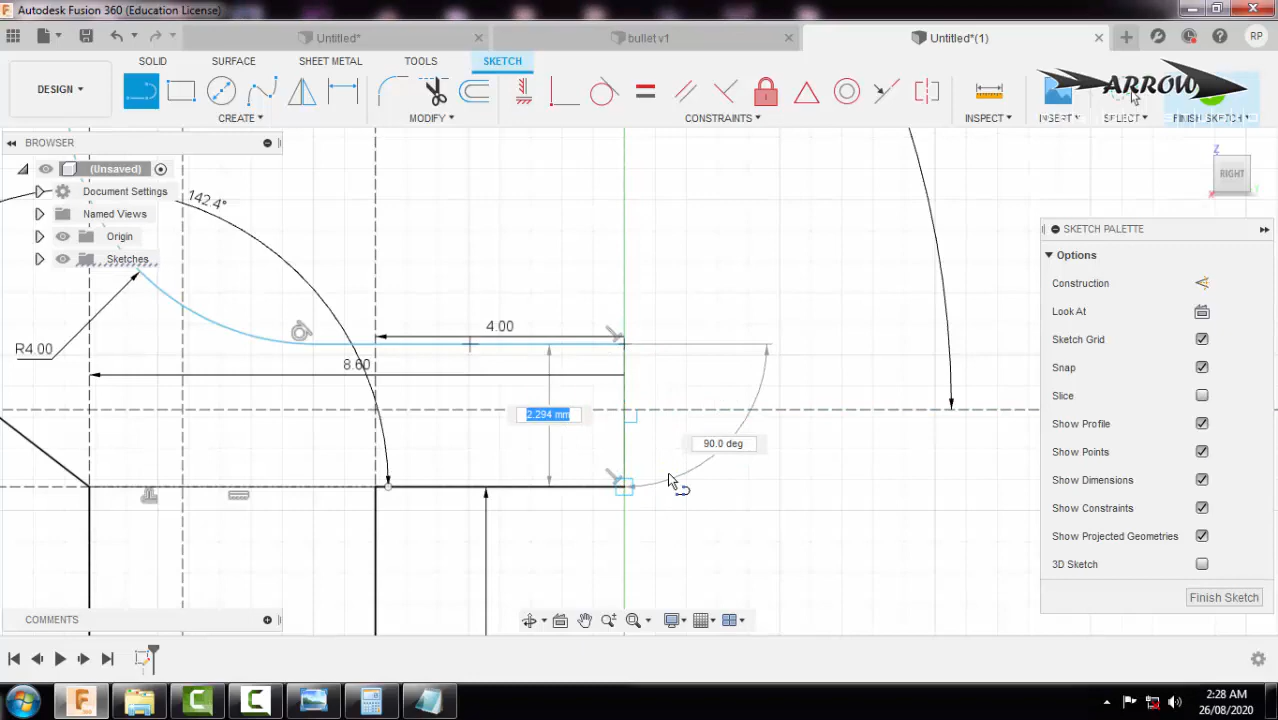 Autodesk Fusion 360 (Education License)
Untitled*
bullet v1
Untitled*(1)
RP
SOLID
SURFACE
SHEET METAL
TOOLS
SKETCH
DESIGN
CREATE
MODIFY
CONSTRAINTS
INSPECT
INSERT
SELECT
FINISH SKETCH
ARROW
BROWSER
(Unsaved)
Document Settings
Named Views
Origin
Sketches
142.4°
R4.00
4.00
8.60
2.294 mm
90.0 deg
Z
RIGHT
X
Y
SKETCH PALETTE
Options
Construction
Look At
Sketch Grid
Snap
Slice
Show Profile
Show Points
Show Dimensions
Show Constraints
Show Projected Geometries
3D Sketch
Finish Sketch
COMMENTS
2:28 AM
26/08/2020